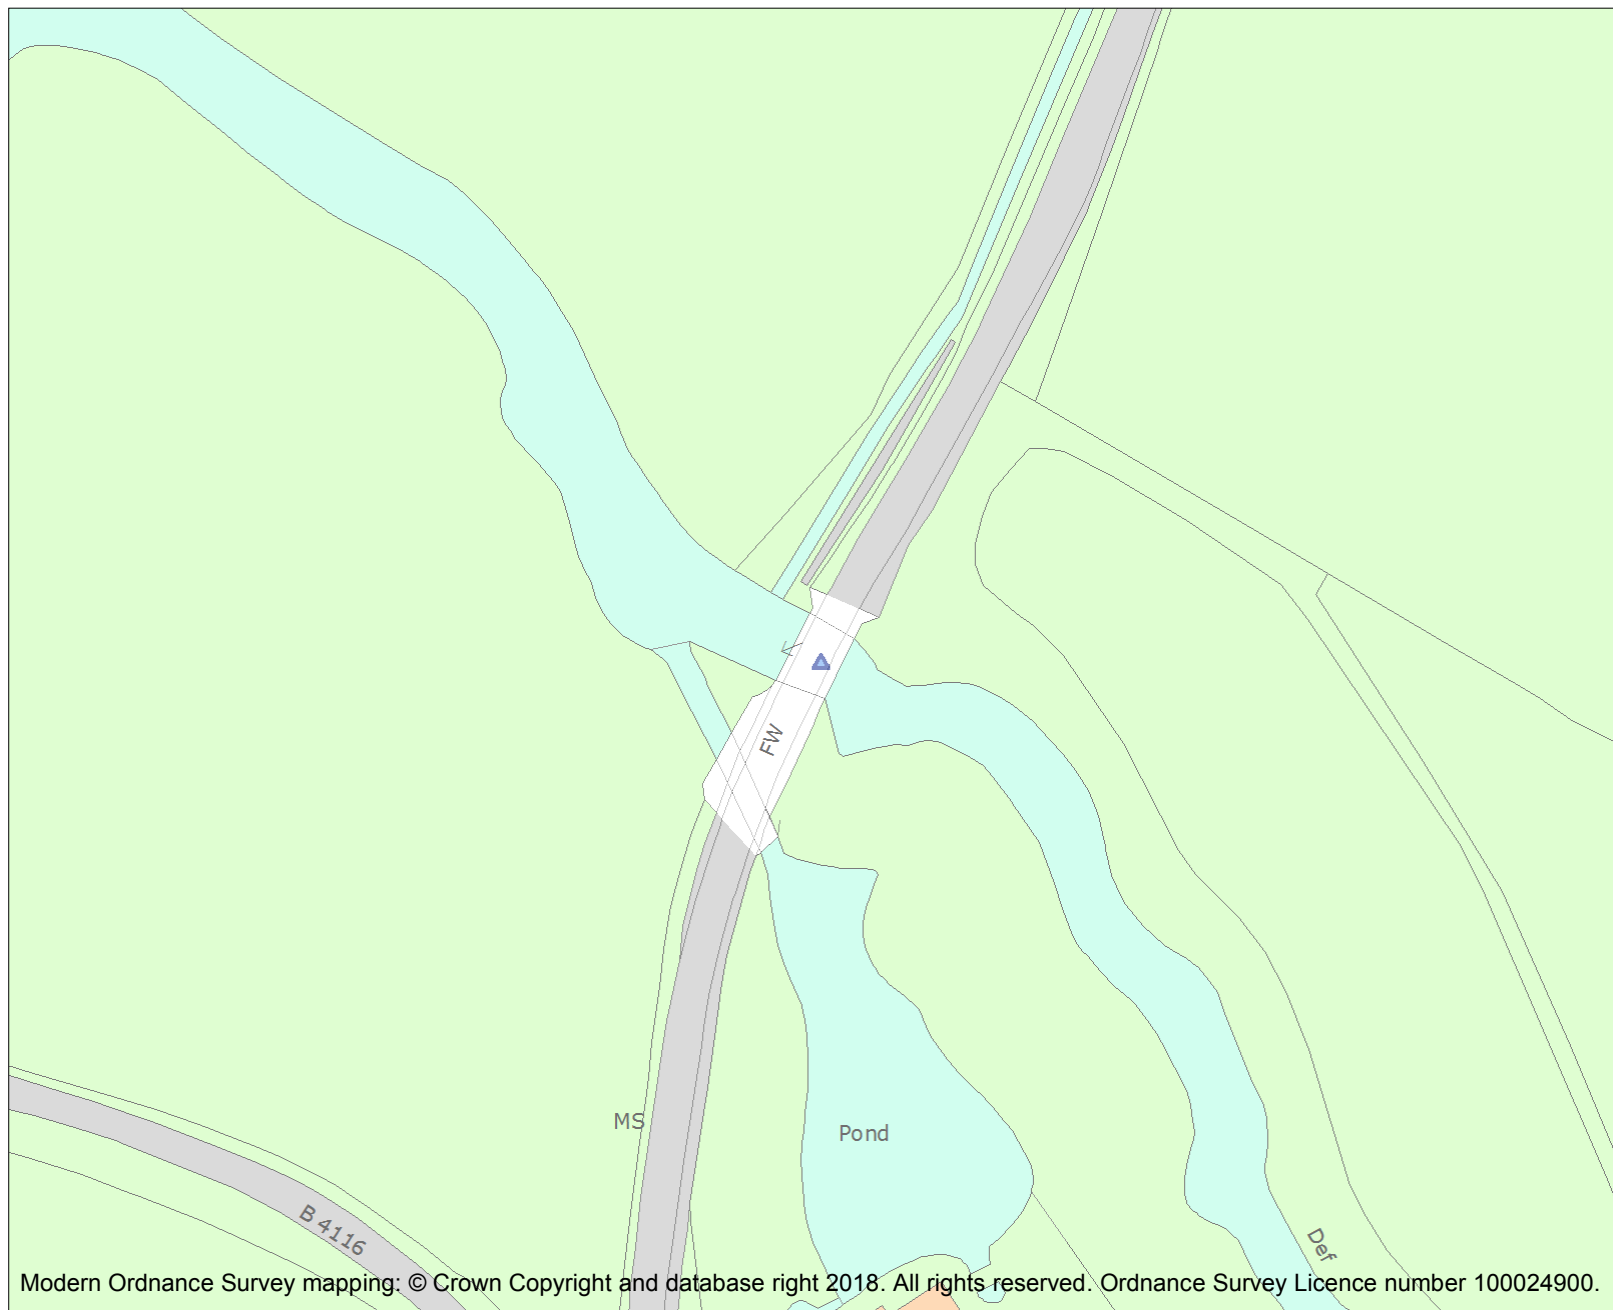 FW
MS
Pond
B 4116
Def
Modern Ordnance Survey mapping: © Crown Copyright and database right 2018. All rights reserved. Ordnance Survey Licence number 100024900.